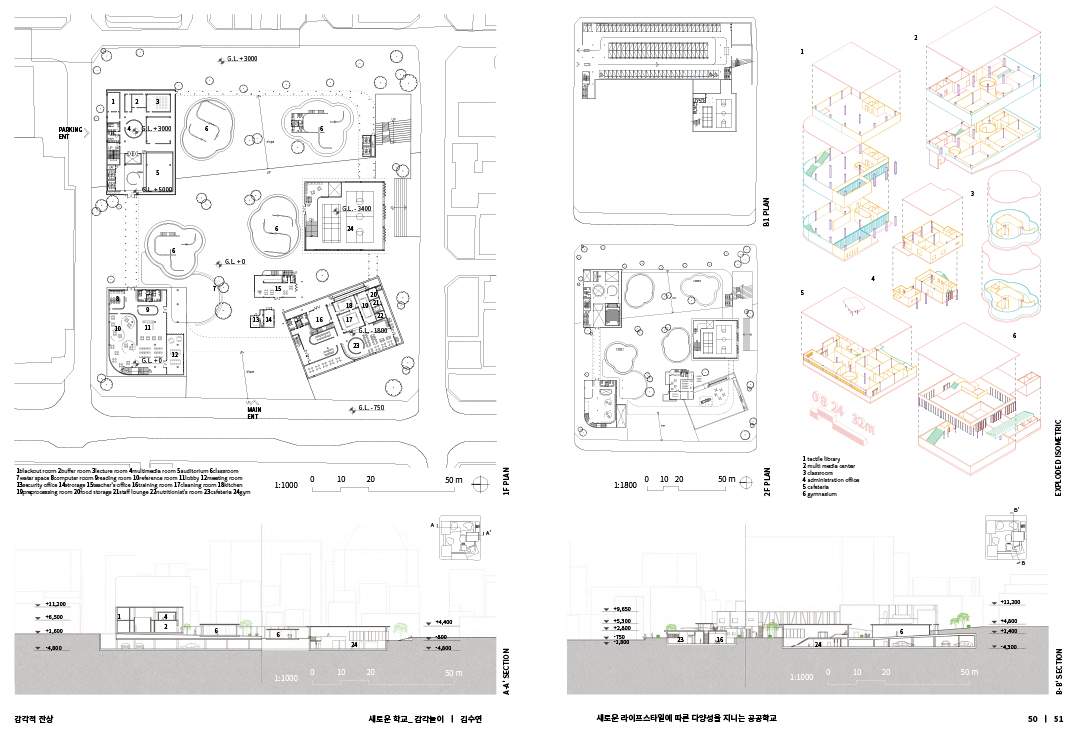 G.L. +3000
PARKING
ENT
1 2 3
4 G.L. +3000
6
6
5
G.L. +5000
G.L. -3400
24
6
6
G.L. +0
7
15
8
9
10 11
12
G.L. +0
13 14
16
18 19 20
21
17 22
G.L. -1800
23
slope
MAIN
ENT
G.L. -750
1blackout room 2buffer room 3lecture room 4multimedia room 5auditorium 6classroom
7water space 8computer room 9reading room 10reference room 11lobby 12meeting room
13security office 14storage 15teacher's office 16training room 17cleaning room 18kitchen
19preprocessing room 20food storage 21staff lounge 22nutritionist's room 23cafeteria 24gym
1:1000 0 10 20 50 m
1F PLAN
B1 PLAN
1:1800 0 10 20 50 m
2F PLAN
1
2
3
4
5
6
08 24 32m
1 tactile library
2 multi media center
3 classroom
4 administration office
5 cafeteria
6 gymnasium
EXPLODED ISOMETRIC
A
A'
+11,200
+6,500
+1,600
-4,800
1 4
2
6
6
24
+4,400
-800
-4,800
1:1000 0 10 20 50 m
A-A' SECTION
B'
B
+9,650
+5,300
+2,800
-750
-1,800
23 16
24
6
+11,200
+4,800
+1,400
-4,300
1:1000 0 10 20 50 m
B-B' SECTION
감각적 잔상
새로운 학교_ 감각놀이 | 김수연
새로운 라이프스타일에 따른 다양성을 지니는 공공학교
50 | 51